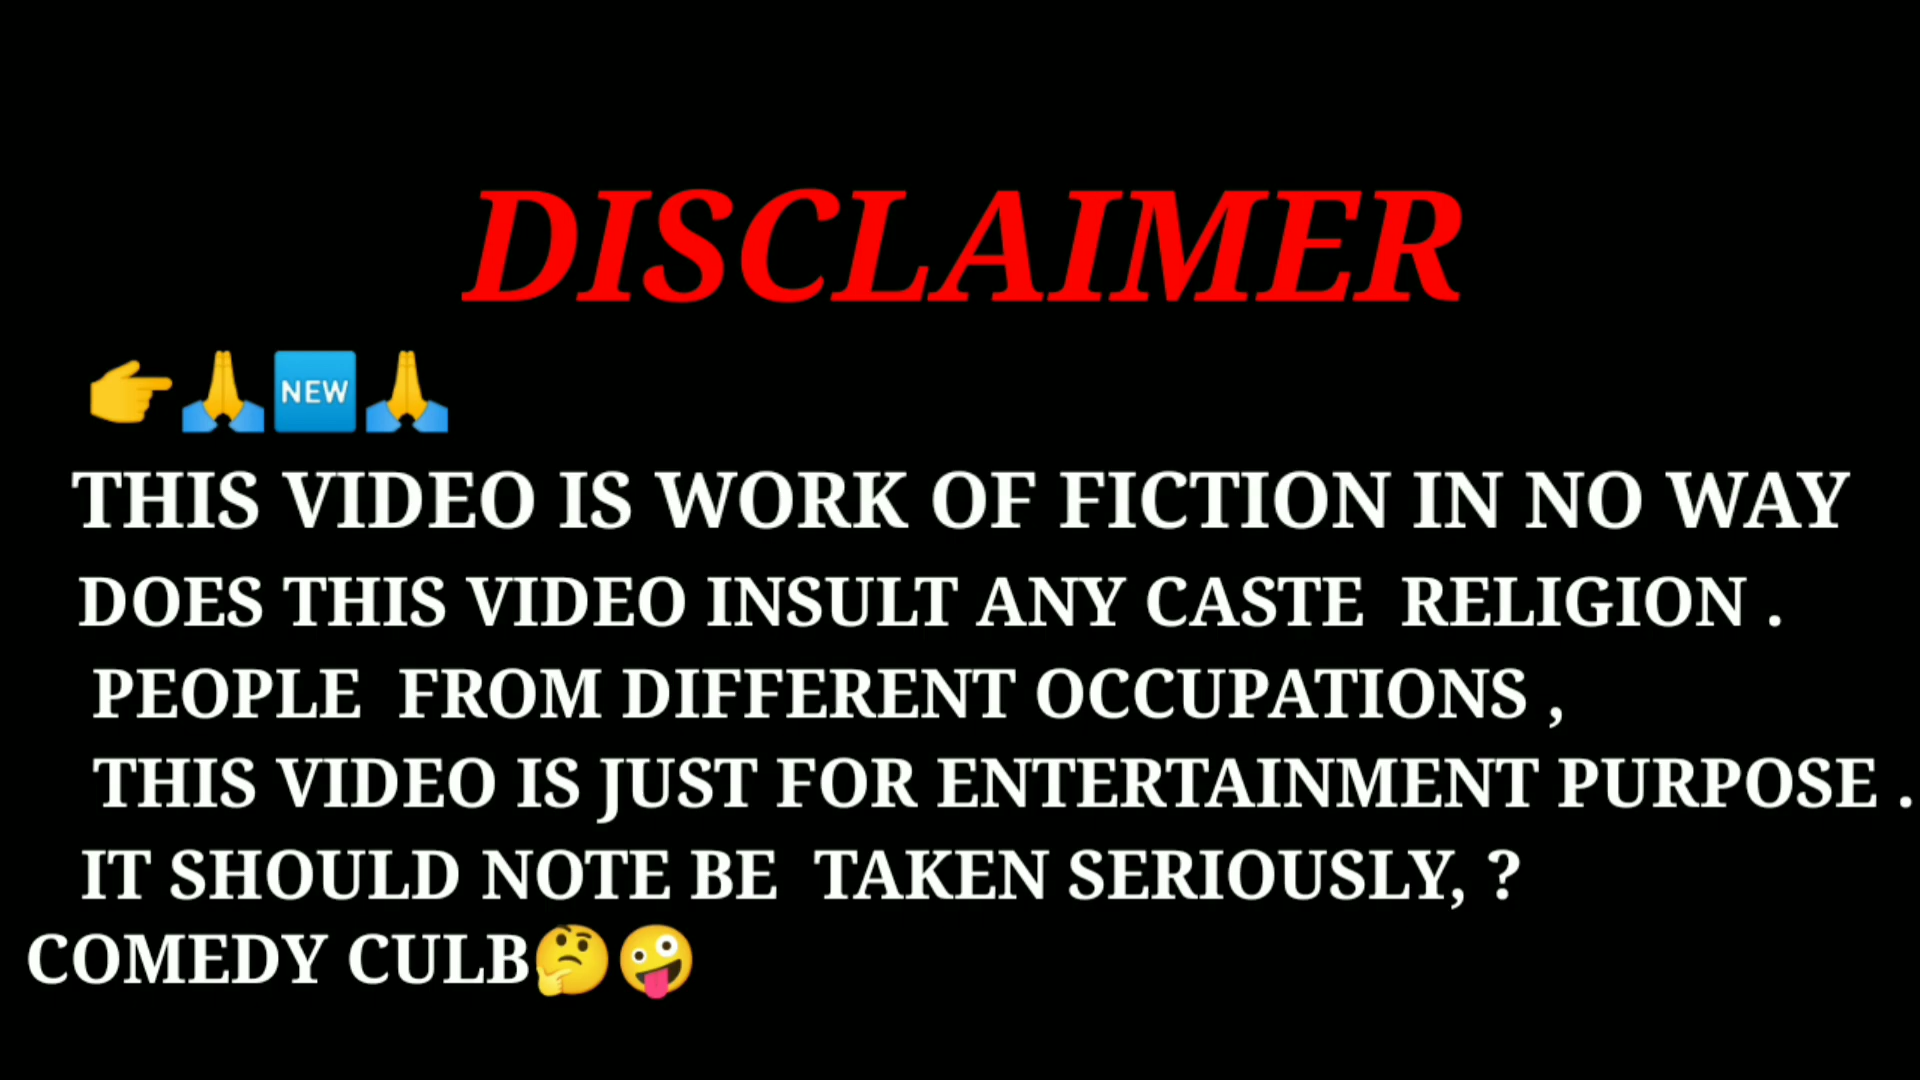 DISCLAIMER
👉🙏🆕🙏
THIS VIDEO IS WORK OF FICTION IN NO WAY
DOES THIS VIDEO INSULT ANY CASTE  RELIGION .
PEOPLE  FROM DIFFERENT OCCUPATIONS ,
THIS VIDEO IS JUST FOR ENTERTAINMENT PURPOSE .
IT SHOULD NOTE BE  TAKEN SERIOUSLY, ?
COMEDY CULB🤔🤪